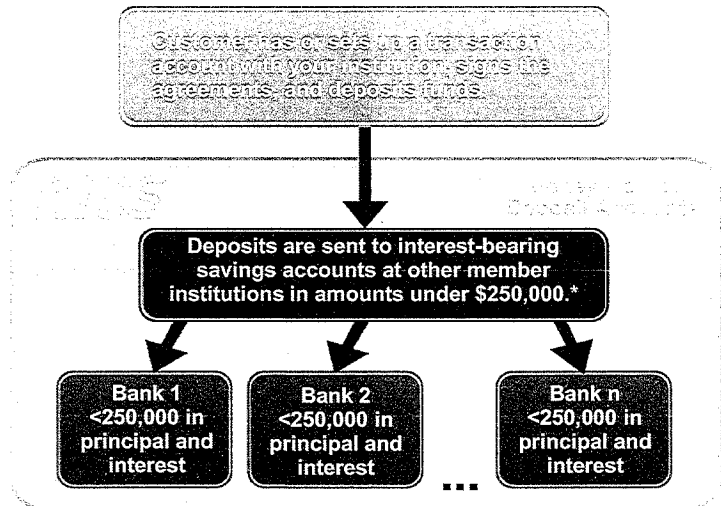 Customer has or sets up a transaction
account with your institution, signs the
agreements, and deposits funds.
Deposits are sent to interest-bearing
savings accounts at other member
institutions in amounts under $250,000.*
Bank 1
<250,000 in
principal and
interest
Bank 2
<250,000 in
principal and
interest
...
Bank n
<250,000 in
principal and
interest